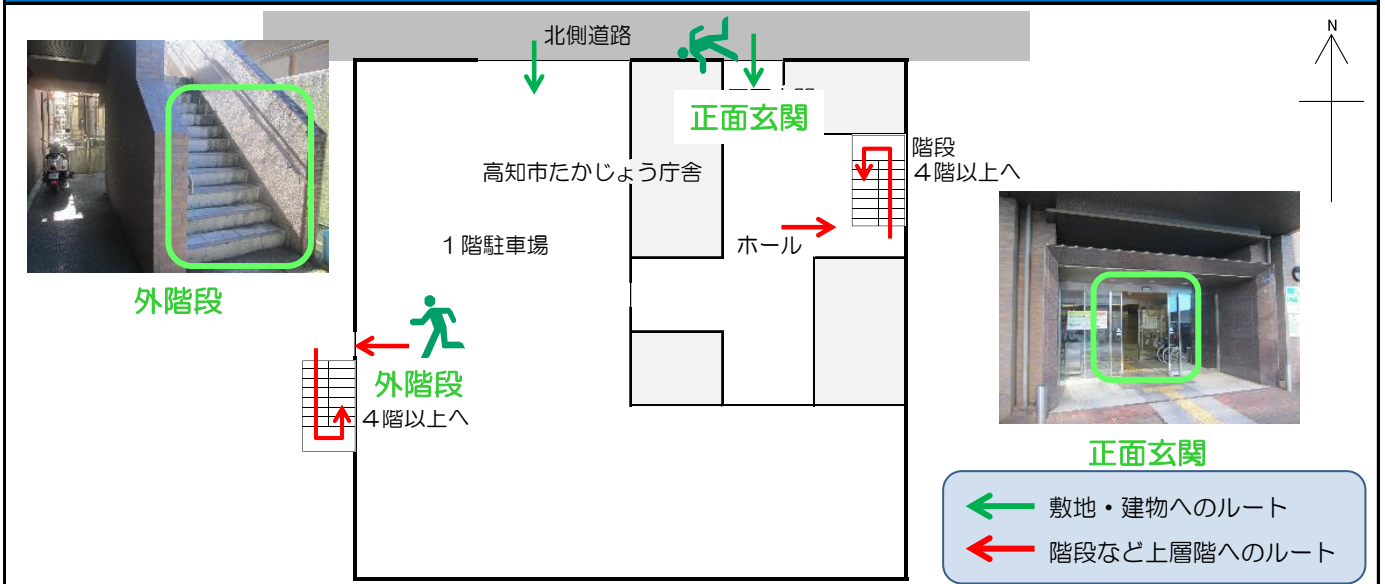 北側道路
N
正面玄関
階段
4階以上へ
高知市たかじょう庁舎
1階駐車場
ホール
外階段
外階段
4階以上へ
正面玄関
敷地・建物へのルート
階段など上層階へのルート